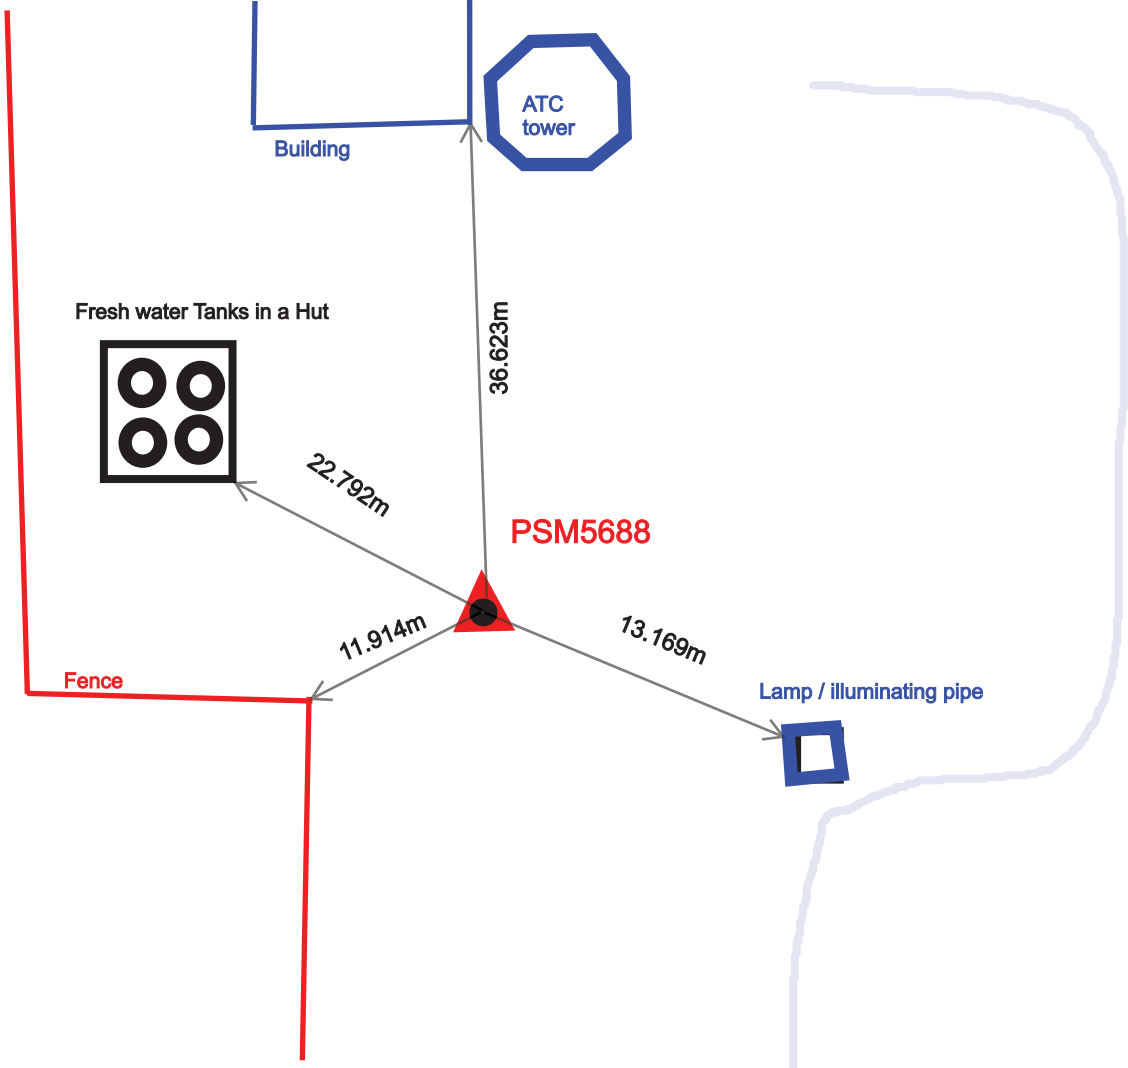 ATC
tower
Building
Fresh water Tanks in a Hut
36.623m
22.792m
PSM5688
11.914m
13.169m
Fence
Lamp / illuminating pipe